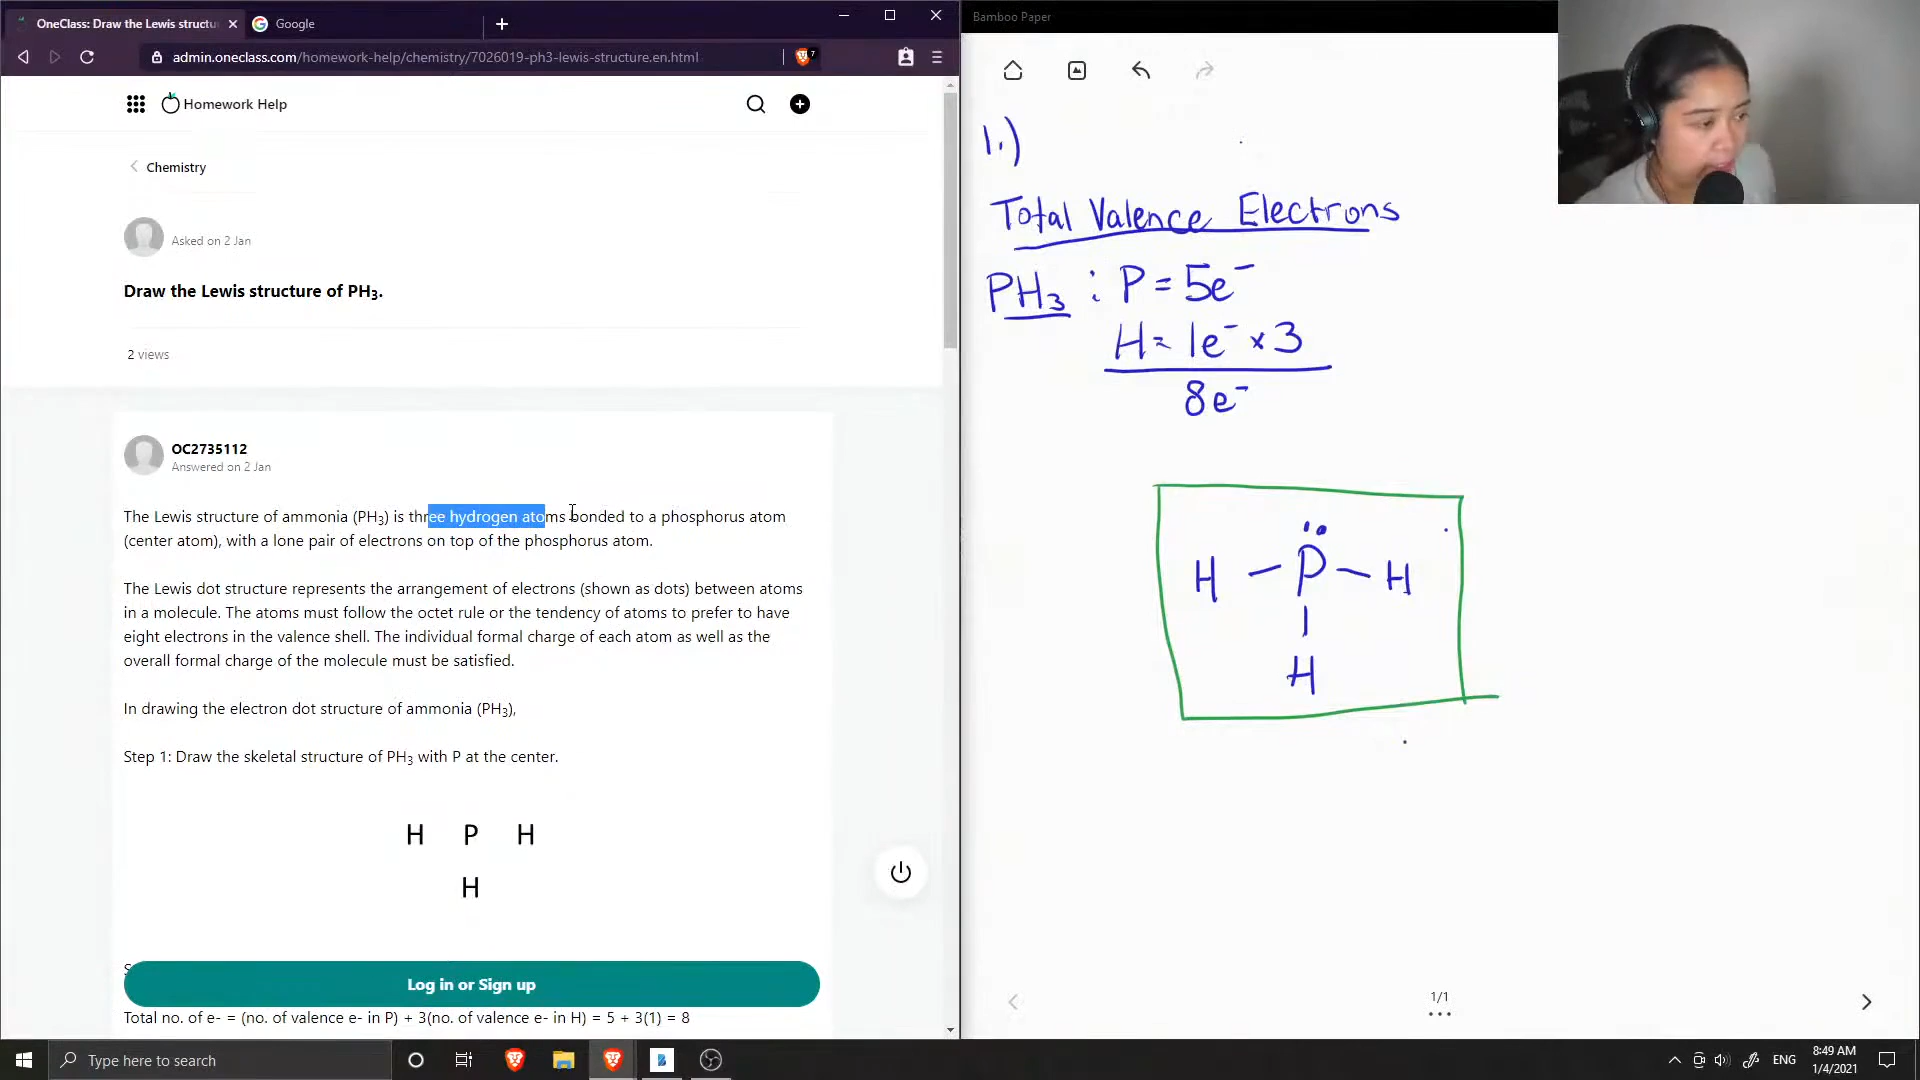 OneClass: Draw the Lewis structu
Google
admin.oneclass.com/homework-help/chemistry/7026019-ph3-lewis-structure.en.html
7
Homework Help
Chemistry
Asked on 2 Jan
Draw the Lewis structure of PH₃.
2 views
OC2735112
Answered on 2 Jan
The Lewis structure of ammonia (PH₃) is three hydrogen atoms bonded to a phosphorus atom
(center atom), with a lone pair of electrons on top of the phosphorus atom.
The Lewis dot structure represents the arrangement of electrons (shown as dots) between atoms
in a molecule. The atoms must follow the octet rule or the tendency of atoms to prefer to have
eight electrons in the valence shell. The individual formal charge of each atom as well as the
overall formal charge of the molecule must be satisfied.
In drawing the electron dot structure of ammonia (PH₃),
Step 1: Draw the skeletal structure of PH₃ with P at the center.
H P H
H
Log in or Sign up
Total no. of e- = (no. of valence e- in P) + 3(no. of valence e- in H) = 5 + 3(1) = 8
Bamboo Paper
1.)
Total Valence Electrons
PH₃ : P = 5e⁻
H = 1e⁻ × 3
8e⁻
H – P – H
H
1/1
Type here to search
ENG
8:49 AM
1/4/2021